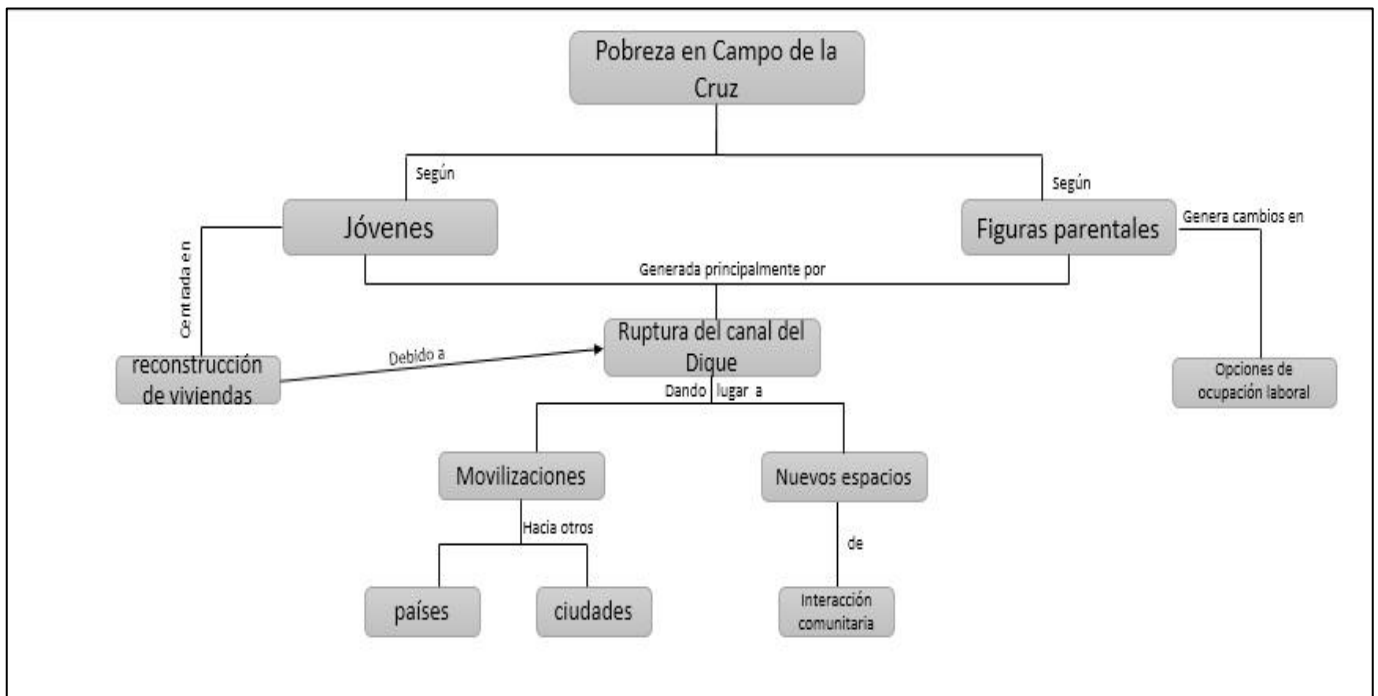 Pobreza en Campo de la
Cruz
Según
Según
Jóvenes
Figuras parentales
Genera cambios en
Centrada en
Generada principalmente por
Ruptura del canal del
Dique
Debido a
reconstrucción
de viviendas
Opciones de
ocupación laboral
Dando lugar a
Movilizaciones
Nuevos espacios
Hacia otros
de
países
ciudades
Interacción
comunitaria